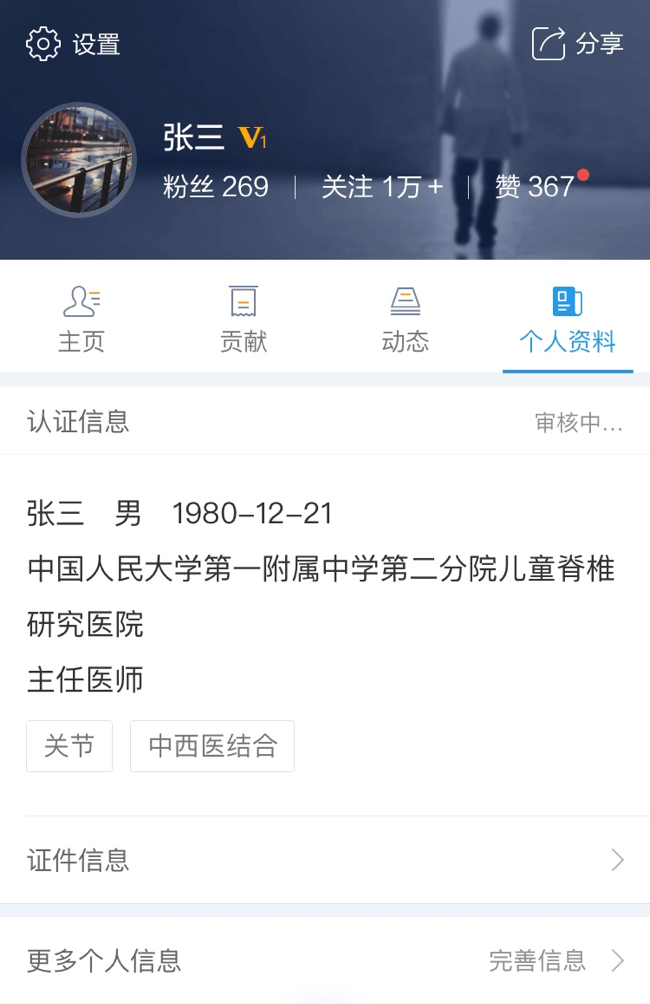 设置
分享
张三 V1
粉丝 269 | 关注 1万+ | 赞 367
主页 贡献 动态 个人资料
认证信息 审核中...
张三 男 1980-12-21
中国人民大学第一附属中学第二分院儿童脊椎
研究医院
主任医师
关节 中西医结合
证件信息
更多个人信息 完善信息